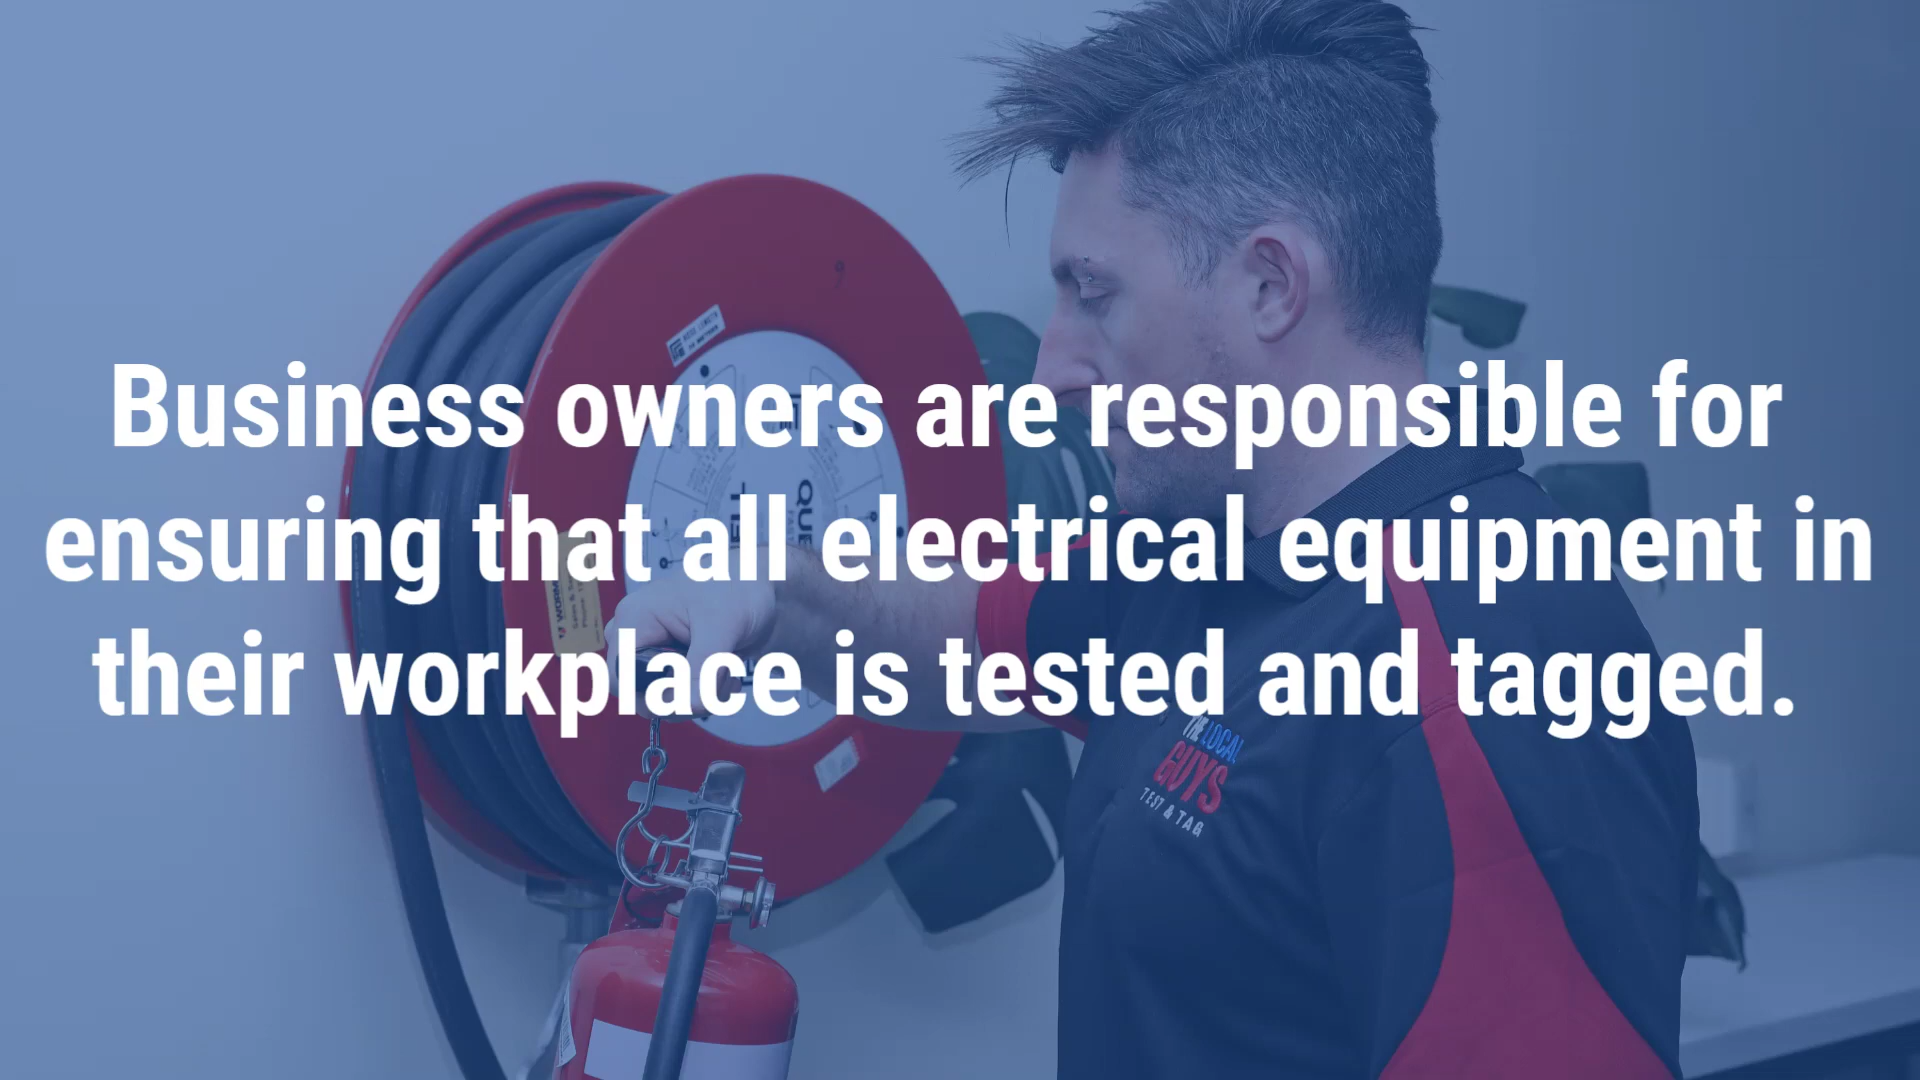 Business owners are responsible for
ensuring that all electrical equipment in
their workplace is tested and tagged.
THE LOCAL
GUYS
TEST & TAG